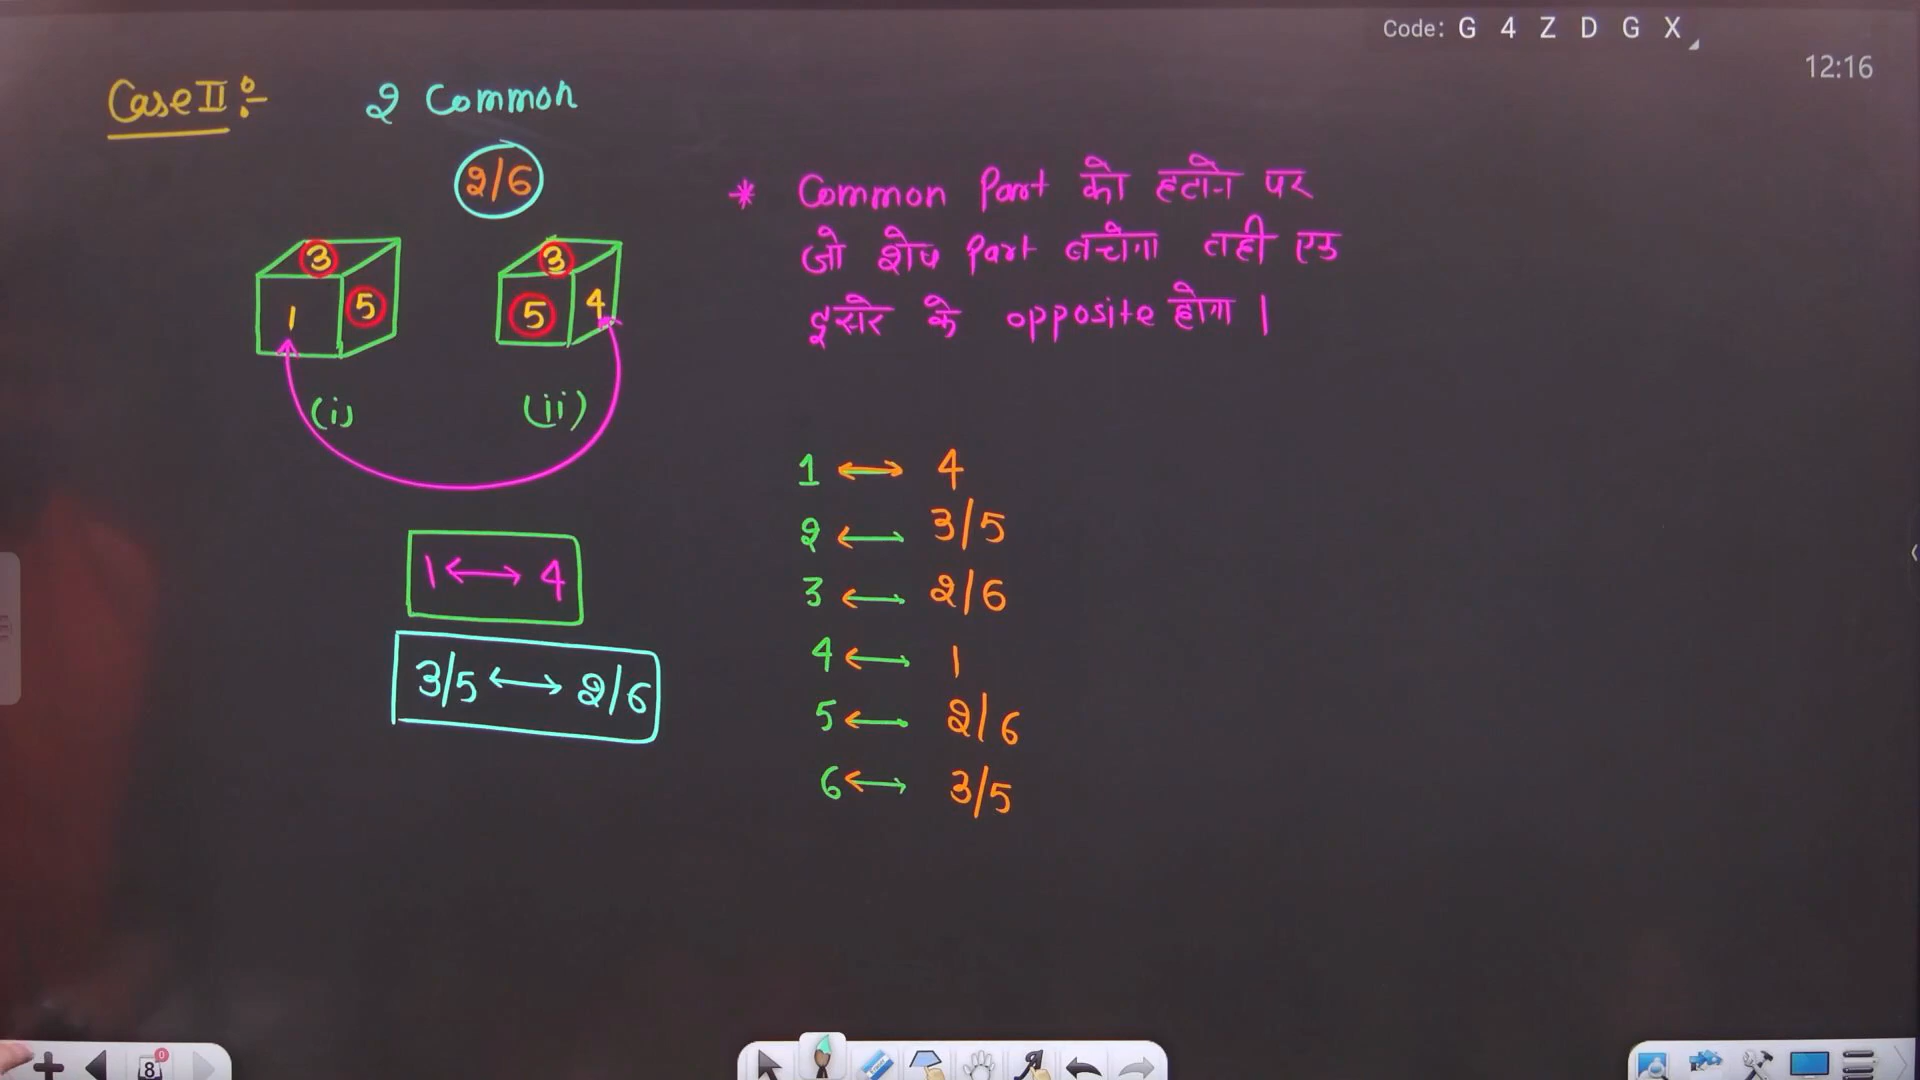 Code: G 4 Z D G X
12:16
Case II :-
2 Common
2/6
3
1
5
3
5
4
(i)
(ii)
* Common Part को हटाने पर
जो शेष Part बचेगा वही एक
दुसरे के opposite होगा।
1 ↔ 4
3/5 ↔ 2/6
1 ↔ 4
2 ↔ 3/5
3 ↔ 2/6
4 ↔ 1
5 ↔ 2/6
6 ↔ 3/5
8
0